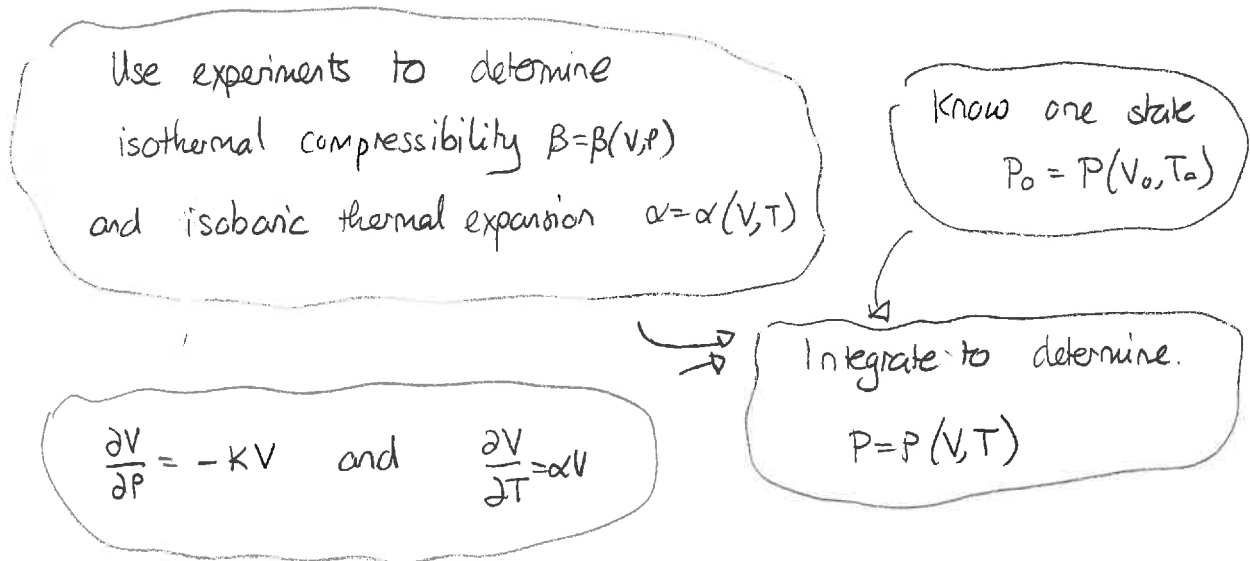 Use experiments to determine
isothermal compressibility β=β(V,P)
and isobaric thermal expansion α=α(V,T)
Know one state
P₀ = P(V₀,T₀)
Integrate to determine.
P=P(V,T)
∂V/∂P = -KV and ∂V/∂T = αV